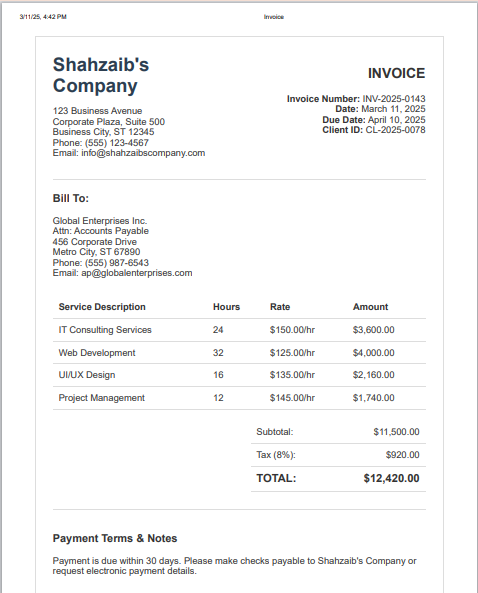 3/11/25, 4:42 PM Invoice
Shahzaib's
Company
123 Business Avenue
Corporate Plaza, Suite 500
Business City, ST 12345
Phone: (555) 123-4567
Email: info@shahzaibscompany.com
INVOICE
Invoice Number: INV-2025-0143
Date: March 11, 2025
Due Date: April 10, 2025
Client ID: CL-2025-0078
Bill To:
Global Enterprises Inc.
Attn: Accounts Payable
456 Corporate Drive
Metro City, ST 67890
Phone: (555) 987-6543
Email: ap@globalenterprises.com
Service Description Hours Rate Amount
IT Consulting Services 24 $150.00/hr $3,600.00
Web Development 32 $125.00/hr $4,000.00
UI/UX Design 16 $135.00/hr $2,160.00
Project Management 12 $145.00/hr $1,740.00
Subtotal: $11,500.00
Tax (8%): $920.00
TOTAL: $12,420.00
Payment Terms & Notes
Payment is due within 30 days. Please make checks payable to Shahzaib's Company or
request electronic payment details.